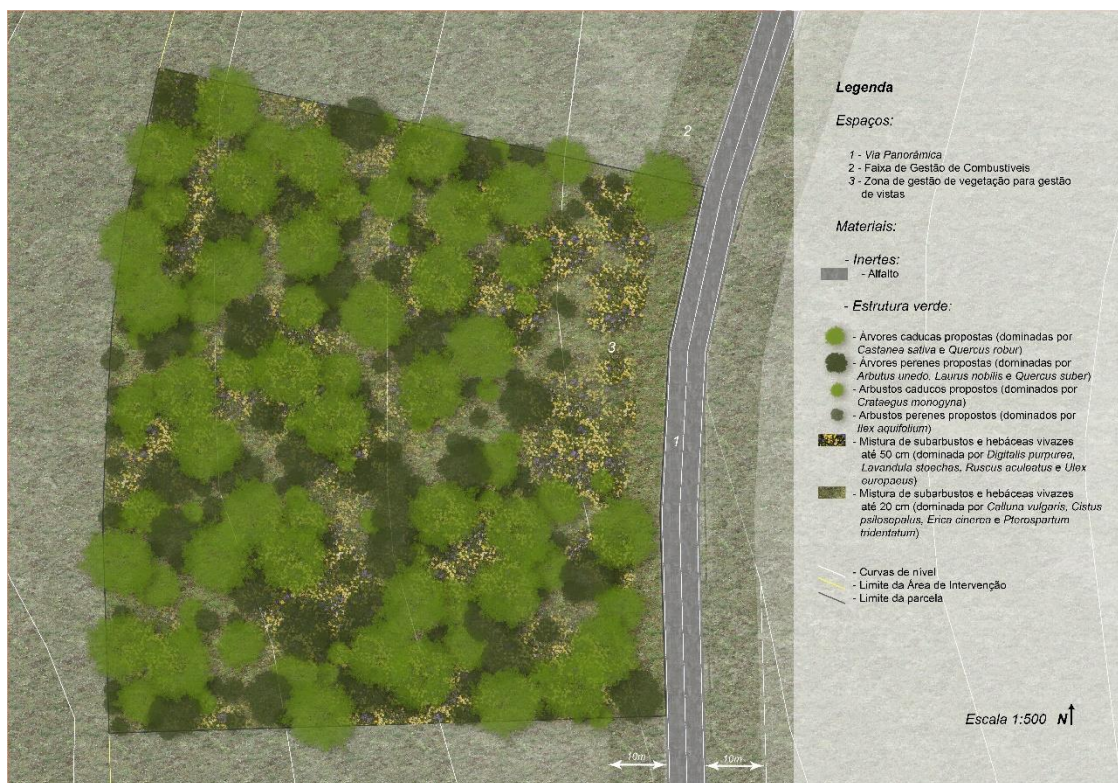 Legenda
Espaços:
1 - Via Panorâmica
2 - Faixa de Gestão de Combustíveis
3 - Zona de gestão de vegetação para gestão
de vistas
Materiais:
- Inertes:
- Alfalto
- Estrutura verde:
- Árvores caducas propostas (dominadas por
Castanea sativa e Quercus robur)
- Árvores perenes propostas (dominadas por
Arbutus unedo, Laurus nobilis e Quercus suber)
- Arbustos caducos propostos (dominados por
Crataegus monogyna)
- Arbustos perenes propostos (dominados por
Ilex aquifolium)
- Mistura de subarbustos e hebáceas vivazes
até 50 cm (dominada por Digitalis purpurea,
Lavandula stoechas, Ruscus aculeatus e Ulex
europaeus)
- Mistura de subarbustos e hebáceas vivazes
até 20 cm (dominada por Calluna vulgaris, Cistus
psilosepalus, Erica cinerea e Pterospartum
tridentatum)
- Curvas de nível
- Limite da Área de Intervenção
- Limite da parcela
Escala 1:500 N
2
3
1
10m
10m